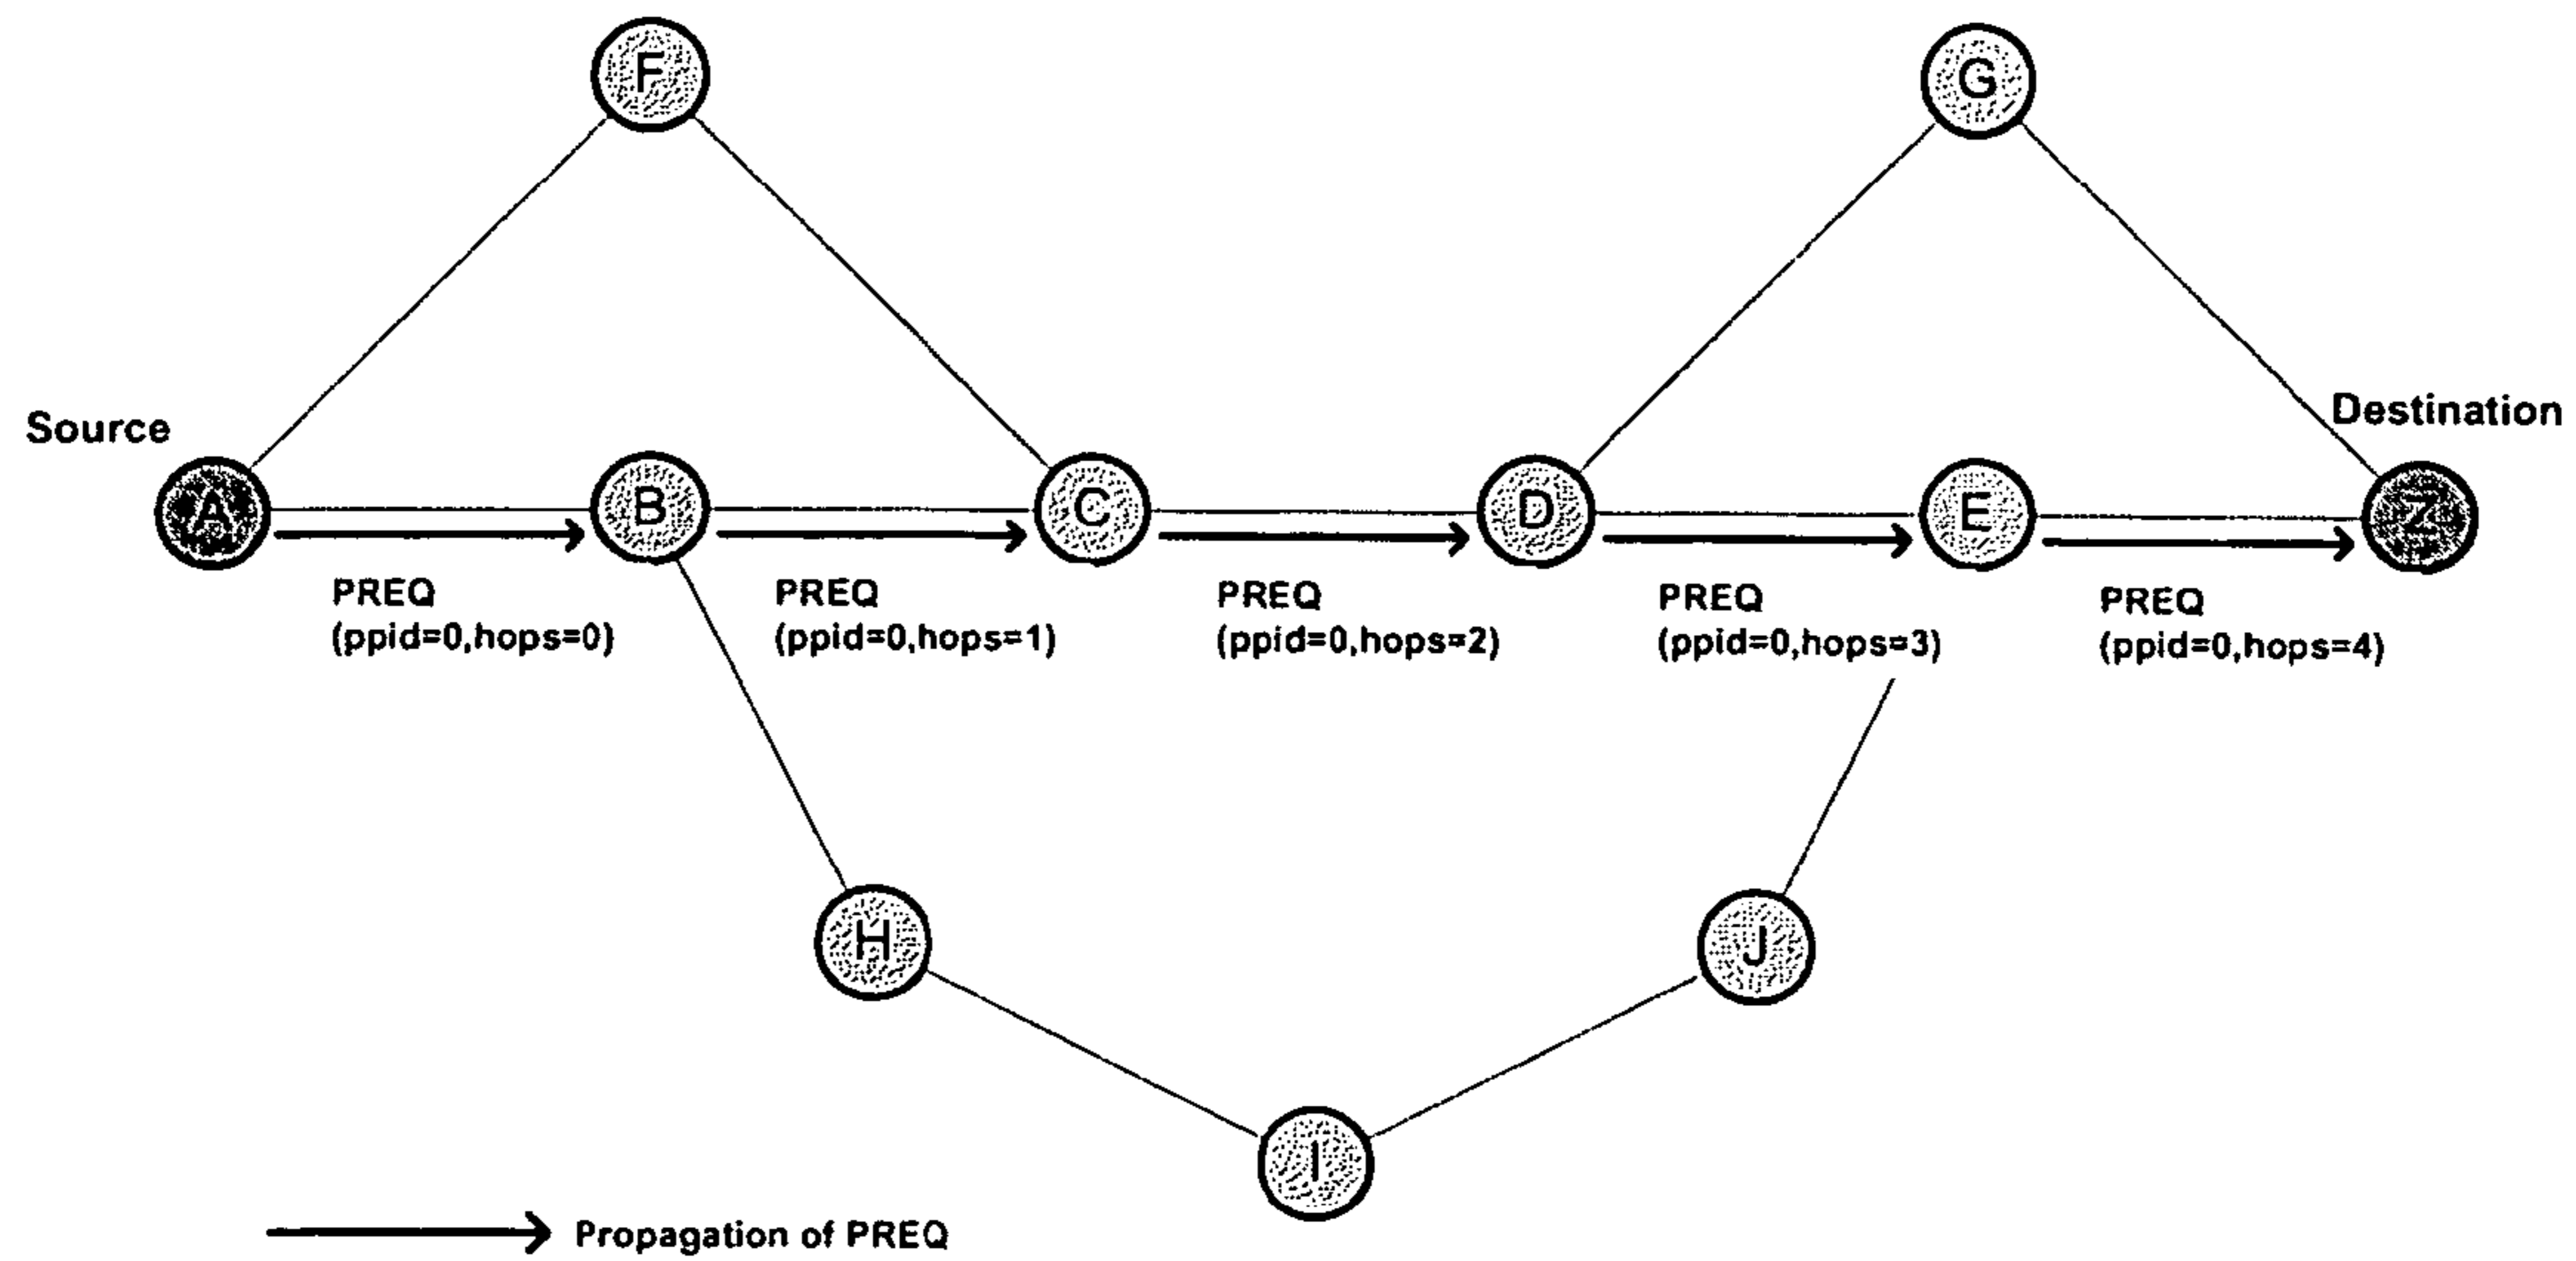 F
G
Source
Destination
A
B
C
D
E
Z
PREQ
(ppid=0,hops=0)
PREQ
(ppid=0,hops=1)
PREQ
(ppid=0,hops=2)
PREQ
(ppid=0,hops=3)
PREQ
(ppid=0,hops=4)
H
J
I
Propagation of PREQ